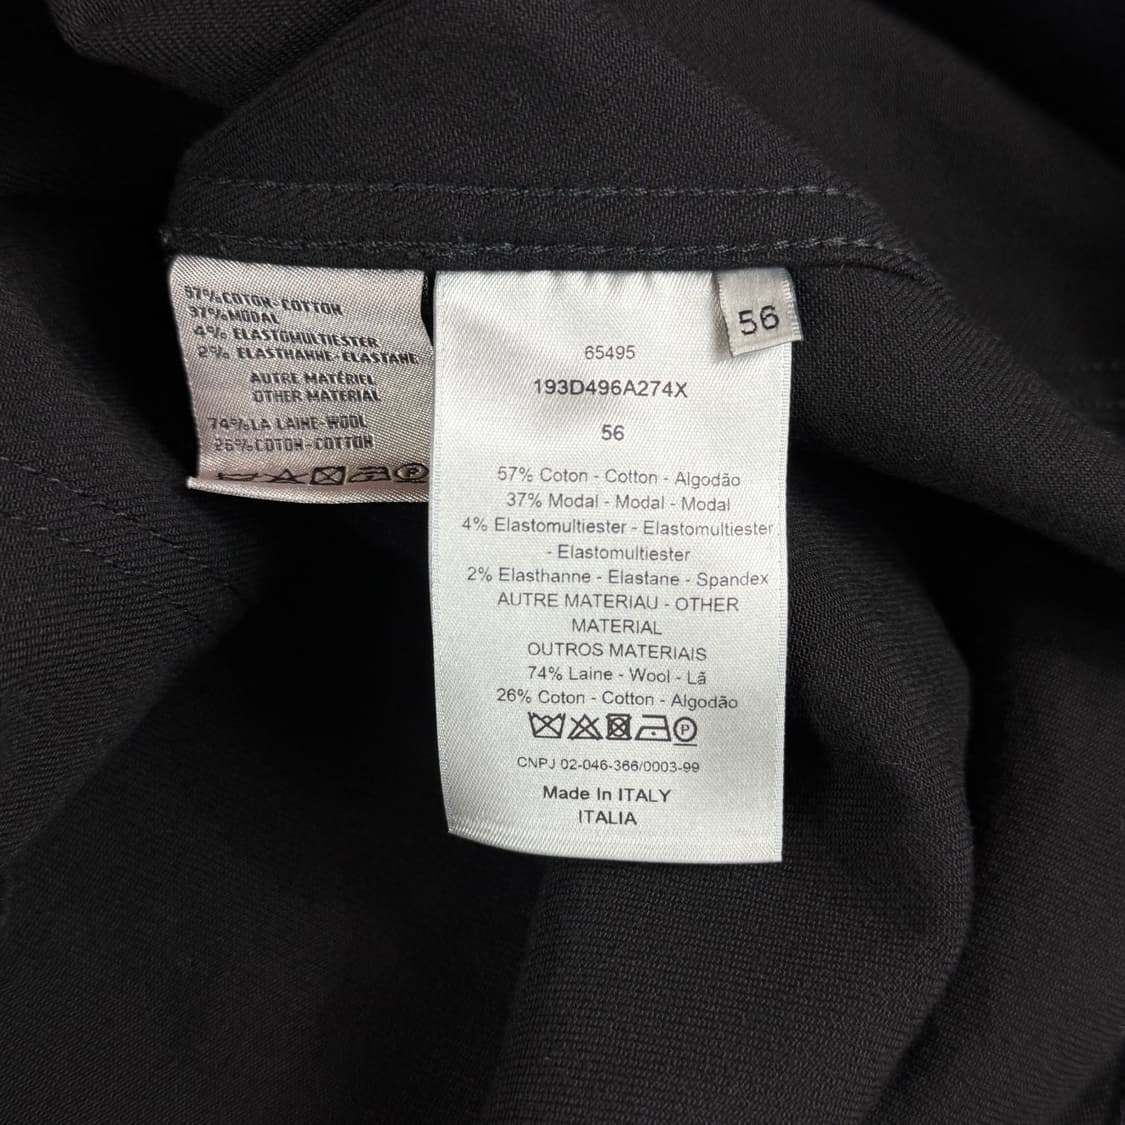 57%COTON-COTTON
37%MODAL
4% ELASTOMULTIESTER
2% ELASTHANNE-ELASTANE
AUTRE MATÉRIEL
OTHER MATERIAL
74%LA LAINE-WOOL
26%COTON-COTTON
P
56
65495
193D496A274X
56
57% Coton - Cotton - Algodão
37% Modal - Modal - Modal
4% Elastomultiester - Elastomultiester
- Elastomultiester
2% Elasthanne - Elastane - Spandex
AUTRE MATERIAU - OTHER
MATERIAL
OUTROS MATERIAIS
74% Laine - Wool - Lã
26% Coton - Cotton - Algodão
P
CNPJ 02-046-366/0003-99
Made In ITALY
ITALIA